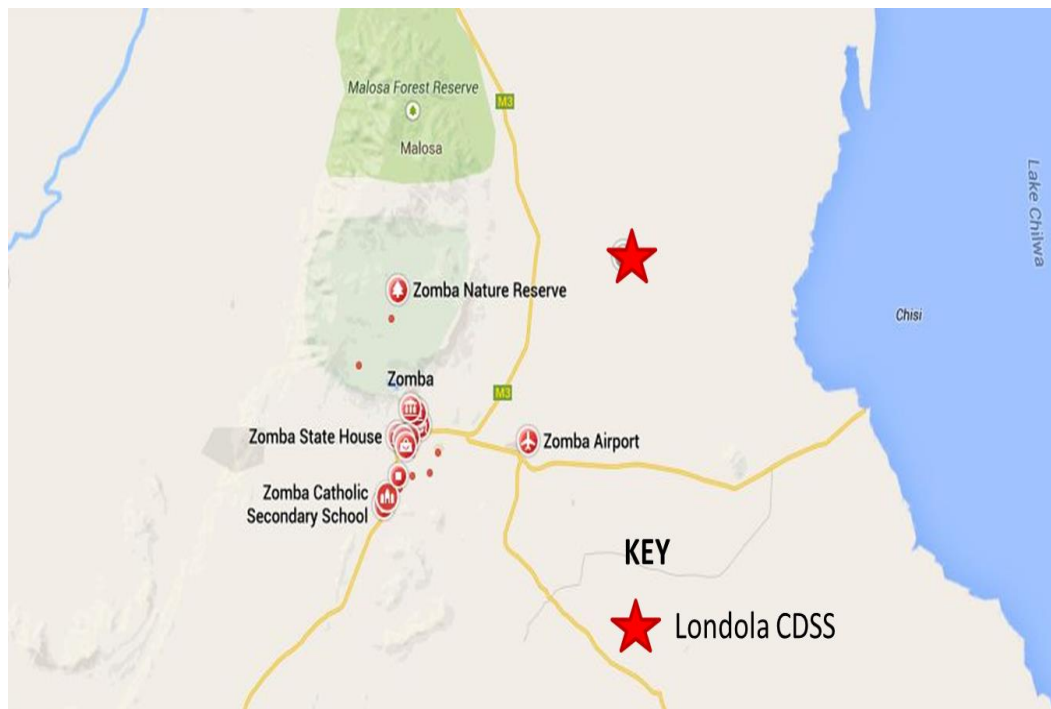 Malosa Forest Reserve
Malosa
M3
Lake Chilwa
Zomba Nature Reserve
Chisi
Zomba
M3
Zomba State House
Zomba Airport
Zomba Catholic
Secondary School
KEY
Londola CDSS